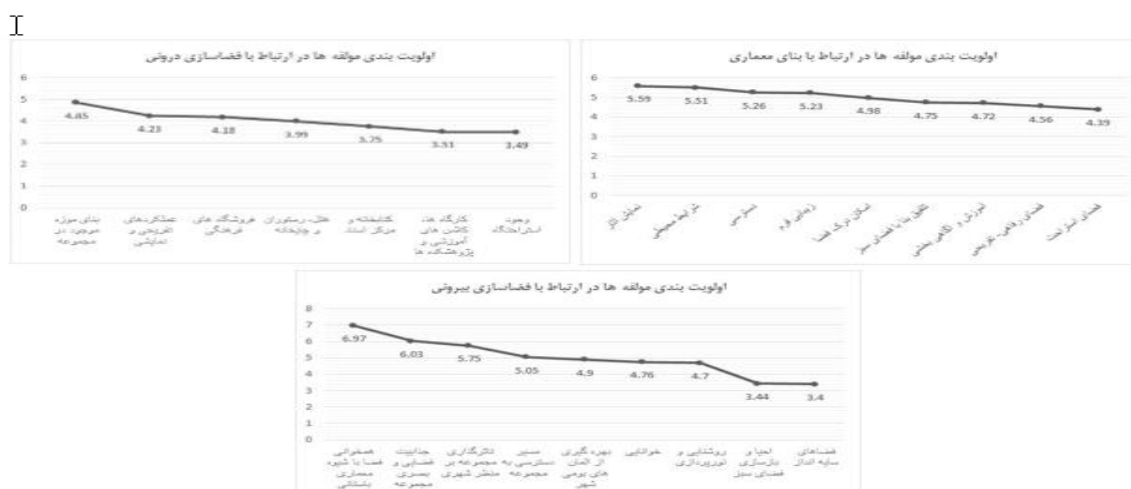 اولویت بندی مولفه ها در ارتباط با بنای معماری
6
5
4
3
2
1
0
5.59 5.51 5.26 5.23 4.98 4.75 4.72 4.56 4.39
نمایش آثار
شرایط محیطی
دسترسی
زیبایی فرم
امکان درک فضا
تلفیق بنا با فضای سبز
آموزش و آگاهی بخشی
فضای رفاهی، تفریحی
فضای استراحت
اولویت بندی مولفه ها در ارتباط با فضاسازی درونی
6
5
4
3
2
1
0
4.85 4.23 4.18 3.99 3.75 3.51 3.49
بنای موزه
موجود در
مجموعه
عملکردهای
تفریحی و
نمایشی
فروشگاه های
فرهنگی
هتل، رستوران
و چایخانه
کتابخانه و
مرکز اسناد
کارگاه ها،
کلاس های
آموزشی و
پژوهشکده ها
وجود
استراحتگاه
اولویت بندی مولفه ها در ارتباط با فضاسازی بیرونی
8
7
6
5
4
3
2
1
0
6.97 6.03 5.75 5.05 4.9 4.76 4.7 3.44 3.4
همخوانی
فضا با شیوه
معماری
باستانی
جذابیت
فضایی و
بصری
مجموعه
تاثرگذاری
مجموعه بر
منظر شهری
مسیر
دسترسی به
مجموعه
بهره گیری
از المان
های بومی
شهر
خوانایی
روشنایی و
نورپردازی
احیا و
بازسازی
فضای سبز
فضاهای
سایه انداز